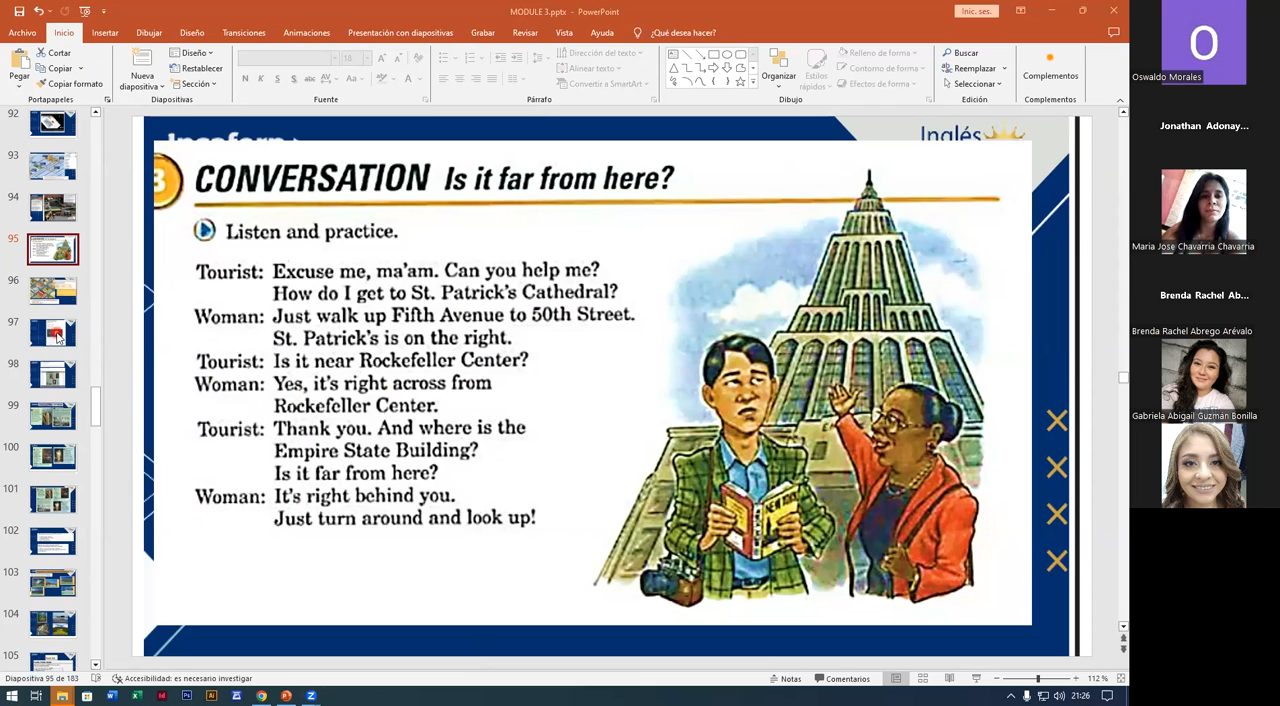 MODULE 3.pptx - PowerPoint
Inic. ses.
Archivo Inicio Insertar Dibujar Diseño Transiciones Animaciones Presentación con diapositivas Grabar Revisar Vista Ayuda ¿Qué desea hacer?
Pegar
Cortar
Copiar
Copiar formato
Portapapeles
Nueva diapositiva
Diseño
Restablecer
Sección
Diapositivas
18
N K S S abc AV Aa A
Fuente
Dirección del texto
Alinear texto
Convertir a SmartArt
Párrafo
Organizar
Estilos rápidos
Relleno de forma
Contorno de forma
Efectos de forma
Dibujo
Buscar
Reemplazar
Seleccionar
Edición
Complementos
Complementos
92
93
94
95
96
97
98
99
100
101
102
103
104
105
Incaforp
Inglés
3 CONVERSATION Is it far from here?
Listen and practice.
Tourist: Excuse me, ma'am. Can you help me?
How do I get to St. Patrick's Cathedral?
Woman: Just walk up Fifth Avenue to 50th Street.
St. Patrick's is on the right.
Tourist: Is it near Rockefeller Center?
Woman: Yes, it's right across from
Rockefeller Center.
Tourist: Thank you. And where is the
Empire State Building?
Is it far from here?
Woman: It's right behind you.
Just turn around and look up!
NEW YORK
O
Oswaldo Morales
Jonathan Adonay...
Maria Jose Chavarria Chavarria
Brenda Rachel Ab...
Brenda Rachel Abrego Arévalo
Gabriela Abigail Guzmán Bonilla
Diapositiva 95 de 183
Accesibilidad: es necesario investigar
Notas
Comentarios
112 %
21:26